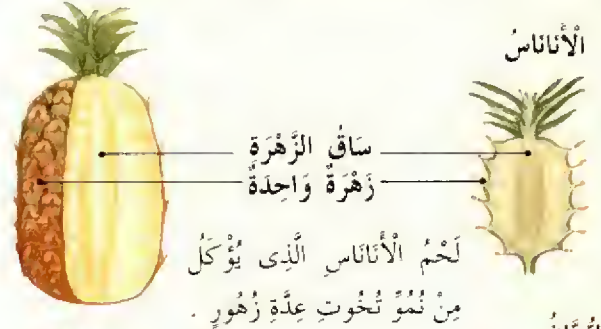 الْأَنَانَاسُ
سَاقُ الزَّهْرَةِ
زَهْرَةٌ وَاحِدَةٌ
لَحْمُ الْأَنَانَاسِ الَّذِى يُؤْكَلُ
مِنْ نُمُوِّ تُخُوتِ عِدَّةِ زُهُورٍ .